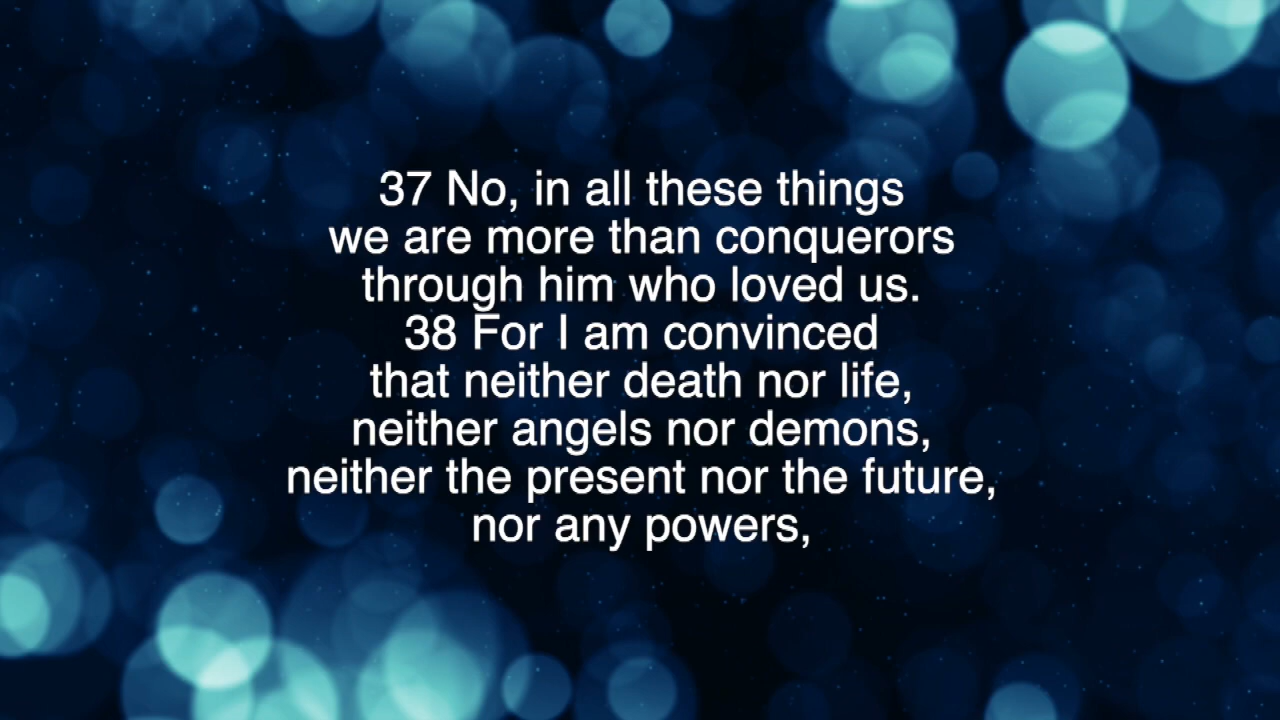 37 No, in all these things
we are more than conquerors
through him who loved us.
38 For I am convinced
that neither death nor life,
neither angels nor demons,
neither the present nor the future,
nor any powers,